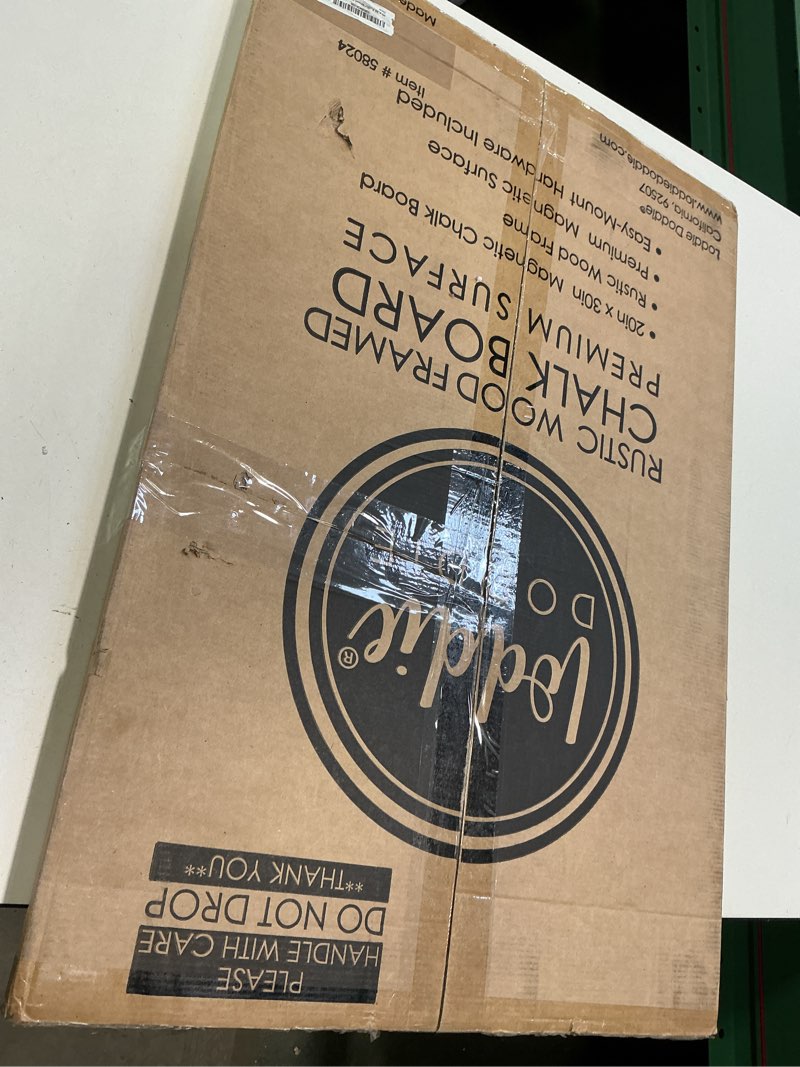 PLEASE
HANDLE WITH CARE
DO NOT DROP
**THANK YOU**
loddie®
DO
RUSTIC WOOD FRAMED
CHALK BOARD
PREMIUM SURFACE
• 20in x 30in Magnetic Chalk Board
• Rustic Wood Frame
• Premium Magnetic Surface
• Easy-Mount Hardware Included
Loddie Doddie®
California, 92507
www.loddiedoddie.com
Item # 58024
Made